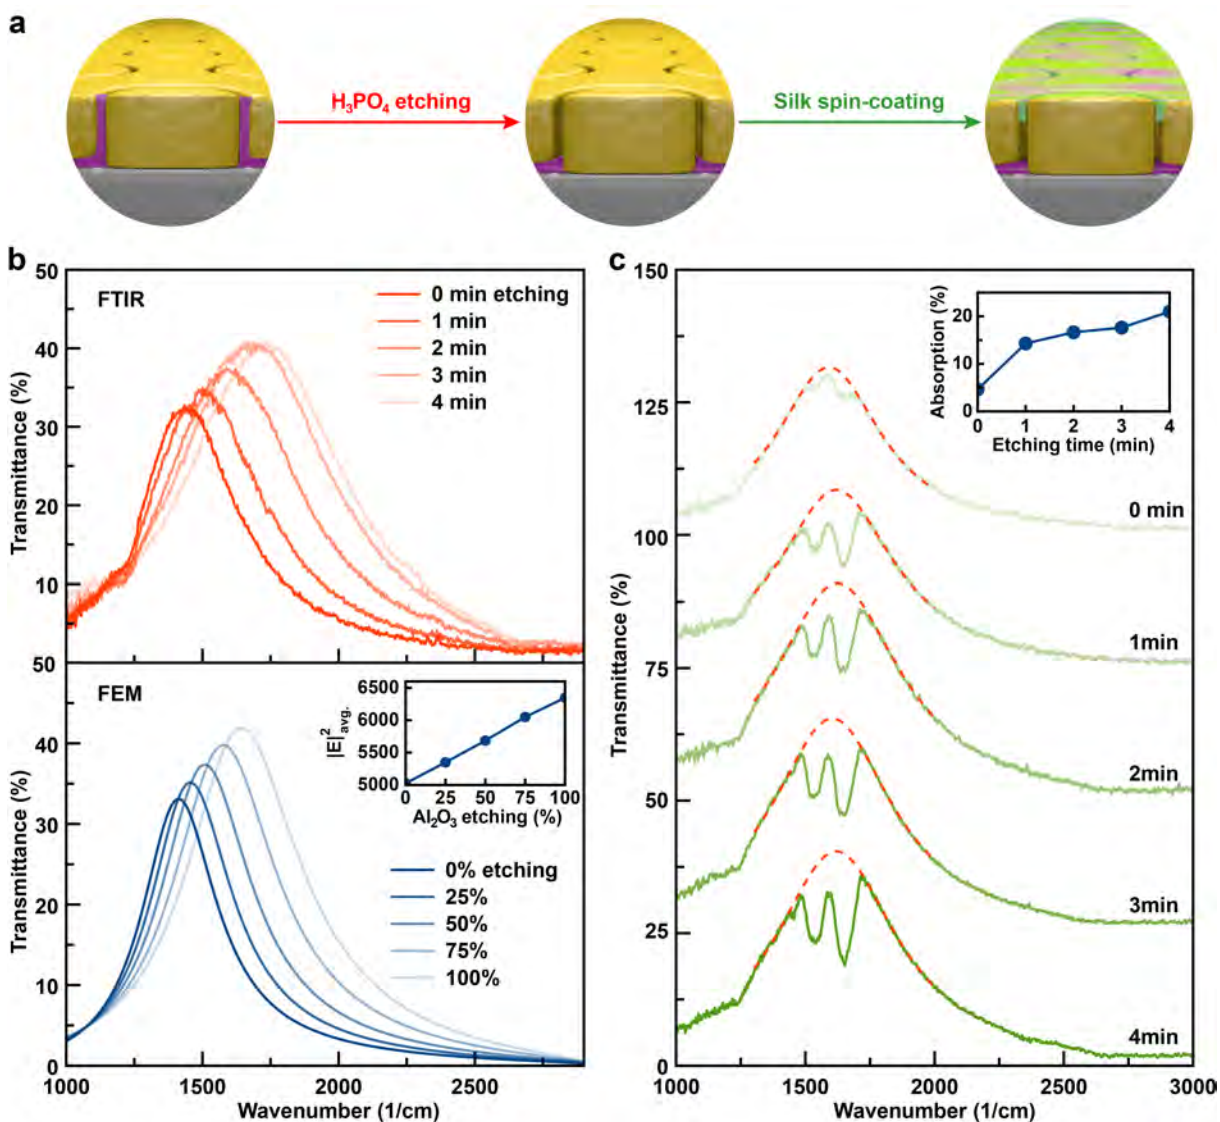 a
H₃PO₄ etching
Silk spin-coating
b
50
FTIR
0 min etching
1 min
2 min
3 min
4 min
40
30
20
10
Transmittance (%)
50
FEM
6500
6000
5500
5000
|E|²avg.
0 25 50 75 100
Al₂O₃ etching (%)
40
30
20
10
0
Transmittance (%)
0% etching
25%
50%
75%
100%
1000 1500 2000 2500
Wavenumber (1/cm)
c
150
125
100
75
50
25
0
Transmittance (%)
20
10
0
Absorption (%)
0 1 2 3 4
Etching time (min)
0 min
1min
2min
3min
4min
1000 1500 2000 2500 3000
Wavenumber (1/cm)